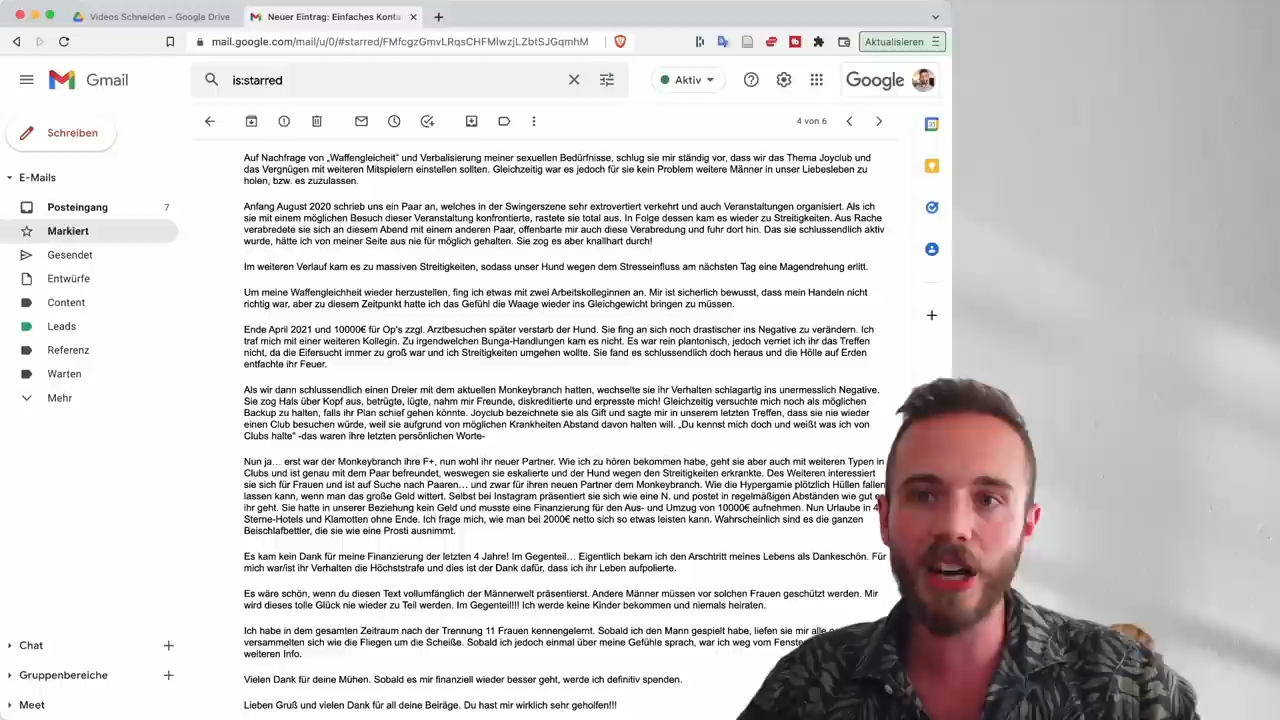 Videos Schneiden – Google Drive
Neuer Eintrag: Einfaches Konta
mail.google.com/mail/u/0/#starred/FMfcgzGmvLRqsCHFMlwzjLZbtSJGqmhM
Aktualisieren
Gmail
is:starred
Aktiv
Google
Schreiben
4 von 6
E-Mails
Posteingang 7
Markiert
Gesendet
Entwürfe
Content
Leads
Referenz
Warten
Mehr
Chat
Gruppenbereiche
Meet
Auf Nachfrage von „Waffengleicheit" und Verbalisierung meiner sexuellen Bedürfnisse, schlug sie mir ständig vor, dass wir das Thema Joyclub und
das Vergnügen mit weiteren Mitspielern einstellen sollten. Gleichzeitig war es jedoch für sie kein Problem weitere Männer in unser Liebesleben zu
holen, bzw. es zuzulassen.
Anfang August 2020 schrieb uns ein Paar an, welches in der Swingerszene sehr extrovertiert verkehrt und auch Veranstaltungen organisiert. Als ich
sie mit einem möglichen Besuch dieser Veranstaltung konfrontierte, rastete sie total aus. In Folge dessen kam es wieder zu Streitigkeiten. Aus Rache
verabredete sie sich an diesem Abend mit einem anderen Paar, offenbarte mir auch diese Verabredung und fuhr dort hin. Das sie schlussendlich aktiv
wurde, hätte ich von meiner Seite aus nie für möglich gehalten. Sie zog es aber knallhart durch!
Im weiteren Verlauf kam es zu massiven Streitigkeiten, sodass unser Hund wegen dem Stresseinfluss am nächsten Tag eine Magendrehung erlitt.
Um meine Waffengleichheit wieder herzustellen, fing ich etwas mit zwei Arbeitskolleginnen an. Mir ist sicherlich bewusst, dass mein Handeln nicht
richtig war, aber zu diesem Zeitpunkt hatte ich das Gefühl die Waage wieder ins Gleichgewicht bringen zu müssen.
Ende April 2021 und 10000€ für Op's zzgl. Arztbesuchen später verstarb der Hund. Sie fing an sich noch drastischer ins Negative zu verändern. Ich
traf mich mit einer weiteren Kollegin. Zu irgendwelchen Bunga-Handlungen kam es nicht. Es war rein plantonisch, jedoch verriet ich ihr das Treffen
nicht, da die Eifersucht immer zu groß war und ich Streitigkeiten umgehen wollte. Sie fand es schlussendlich doch heraus und die Hölle auf Erden
entfachte ihr Feuer.
Als wir dann schlussendlich einen Dreier mit dem aktuellen Monkeybranch hatten, wechselte sie ihr Verhalten schlagartig ins unermesslich Negative.
Sie zog Hals über Kopf aus, betrügte, lügte, nahm mir Freunde, diskreditierte und erpresste mich! Gleichzeitig versuchte mich noch als möglichen
Backup zu halten, falls ihr Plan schief gehen könnte. Joyclub bezeichnete sie als Gift und sagte mir in unserem letzten Treffen, dass sie nie wieder
einen Club besuchen würde, weil sie aufgrund von möglichen Krankheiten Abstand davon halten will. „Du kennst mich doch und weißt was ich von
Clubs halte" -das waren ihre letzten persönlichen Worte-
Nun ja… erst war der Monkeybranch ihre F+, nun wohl ihr neuer Partner. Wie ich zu hören bekommen habe, geht sie aber auch mit weiteren Typen in
Clubs und ist genau mit dem Paar befreundet, weswegen sie eskalierte und der Hund wegen den Streitigkeiten erkrankte. Des Weiteren interessiert
sie sich für Frauen und ist auf Suche nach Paaren… und zwar für ihren neuen Partner dem Monkeybranch. Wie die Hypergamie plötzlich Hüllen fallen
lassen kann, wenn man das große Geld wittert. Selbst bei Instagram präsentiert sie sich wie eine N. und postet in regelmäßigen Abständen wie gut e
ihr geht. Sie hatte in unserer Beziehung kein Geld und musste eine Finanzierung für den Aus- und Umzug von 10000€ aufnehmen. Nun Urlaube in 4
Sterne-Hotels und Klamotten ohne Ende. Ich frage mich, wie man bei 2000€ netto sich so etwas leisten kann. Wahrscheinlich sind es die ganzen
Beischlafbettler, die sie wie eine Prosti ausnimmt.
Es kam kein Dank für meine Finanzierung der letzten 4 Jahre! Im Gegenteil… Eigentlich bekam ich den Arschtritt meines Lebens als Dankeschön. Für
mich war/ist ihr Verhalten die Höchststrafe und dies ist der Dank dafür, dass ich ihr Leben aufpolierte.
Es wäre schön, wenn du diesen Text vollumfänglich der Männerwelt präsentierst. Andere Männer müssen vor solchen Frauen geschützt werden. Mir
wird dieses tolle Glück nie wieder zu Teil werden. Im Gegenteil!!! Ich werde keine Kinder bekommen und niemals heiraten.
Ich habe in dem gesamten Zeitraum nach der Trennung 11 Frauen kennengelernt. Sobald ich den Mann gespielt habe, liefen sie mir alle
versammelten sich wie die Fliegen um die Scheiße. Sobald ich jedoch einmal über meine Gefühle sprach, war ich weg vom Fenste
weiteren Info.
Vielen Dank für deine Mühen. Sobald es mir finanziell wieder besser geht, werde ich definitiv spenden.
Lieben Gruß und vielen Dank für all deine Beiräge. Du hast mir wirklich sehr geholfen!!!